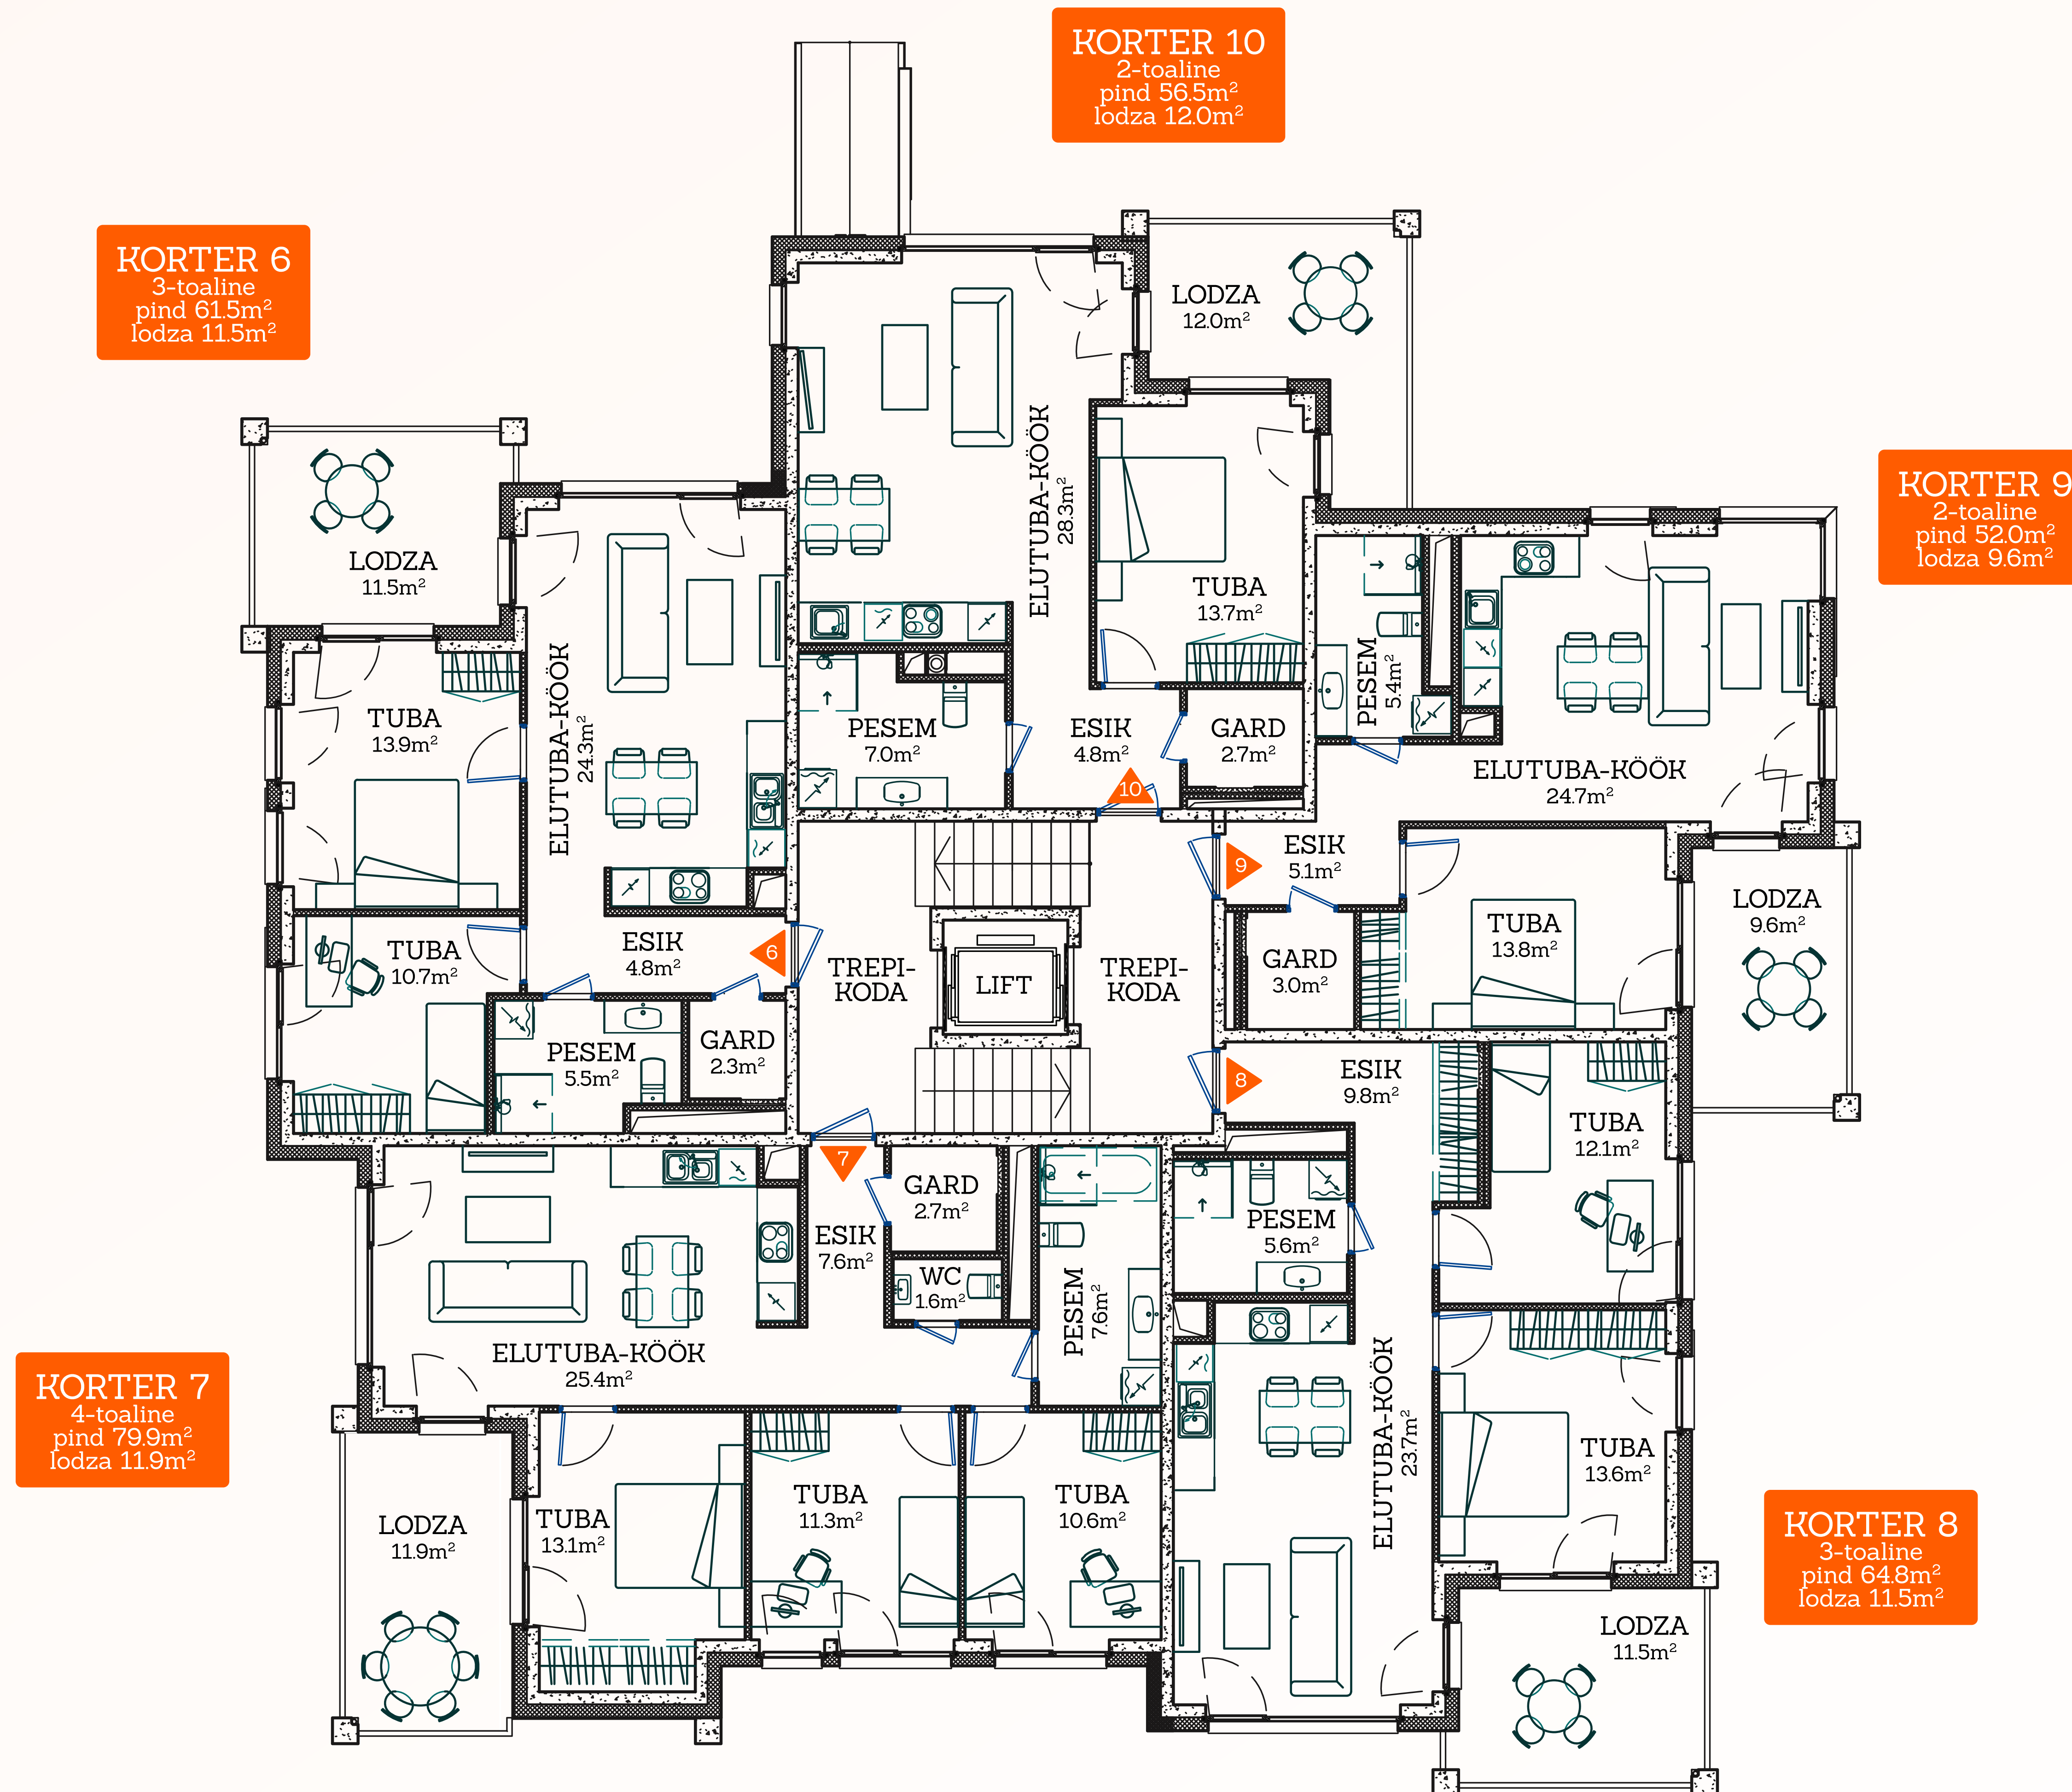 KORTER 10
2-toaline
pind 56.5m²
lodza 12.0m²
KORTER 6
3-toaline
pind 61.5m²
lodza 11.5m²
KORTER 9
2-toaline
pind 52.0m²
lodza 9.6m²
KORTER 7
4-toaline
pind 79.9m²
lodza 11.9m²
KORTER 8
3-toaline
pind 64.8m²
lodza 11.5m²
LODZA
12.0m²
ELUTUBA-KÖÖK
28.3m²
TUBA
13.7m²
PESEM
7.0m²
ESIK
4.8m²
GARD
2.7m²
10
LODZA
11.5m²
TUBA
13.9m²
ELUTUBA-KÖÖK
24.3m²
TUBA
10.7m²
ESIK
4.8m²
6
PESEM
5.5m²
GARD
2.3m²
PESEM
5.4m²
ELUTUBA-KÖÖK
24.7m²
ESIK
5.1m²
9
GARD
3.0m²
TUBA
13.8m²
LODZA
9.6m²
TREPI-
KODA
LIFT
TREPI-
KODA
8
ESIK
9.8m²
TUBA
12.1m²
PESEM
5.6m²
ELUTUBA-KÖÖK
23.7m²
TUBA
13.6m²
LODZA
11.5m²
7
GARD
2.7m²
ESIK
7.6m²
WC
1.6m²
PESEM
7.6m²
ELUTUBA-KÖÖK
25.4m²
LODZA
11.9m²
TUBA
13.1m²
TUBA
11.3m²
TUBA
10.6m²